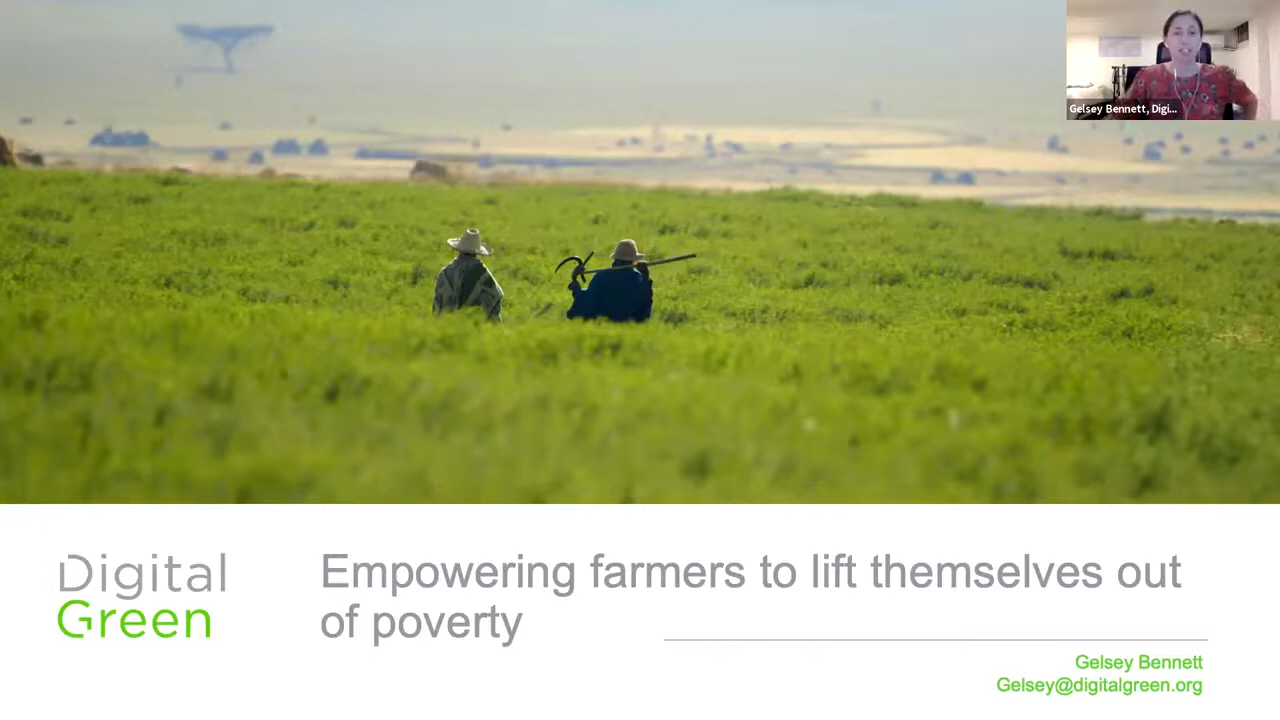 Gelsey Bennett, Digi...
Digital
Green
Empowering farmers to lift themselves out
of poverty
Gelsey Bennett
Gelsey@digitalgreen.org